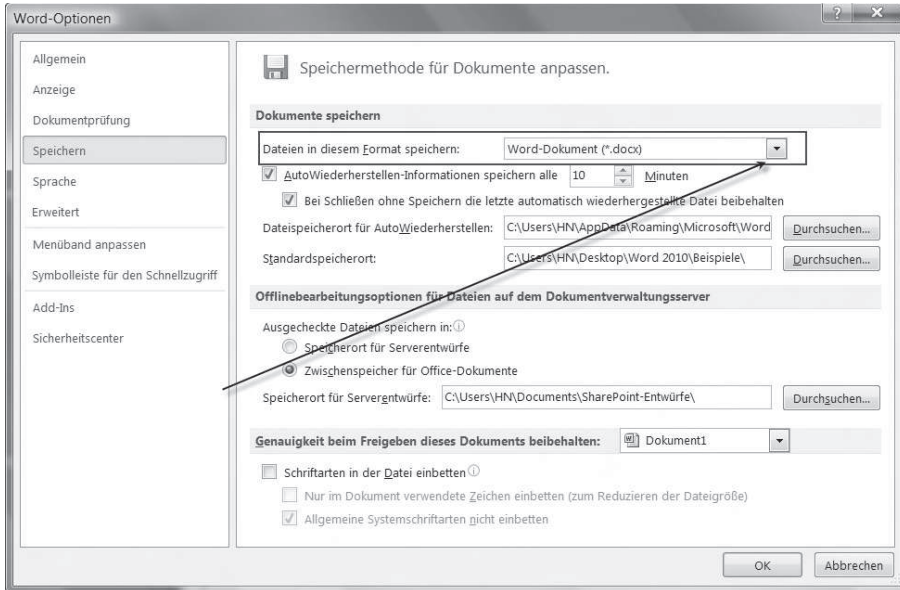 Word-Optionen
Allgemein
Anzeige
Dokumentprüfung
Speichern
Sprache
Erweitert
Menüband anpassen
Symbolleiste für den Schnellzugriff
Add-Ins
Sicherheitscenter
Speichermethode für Dokumente anpassen.
Dokumente speichern
Dateien in diesem Format speichern: Word-Dokument (*.docx)
AutoWiederherstellen-Informationen speichern alle 10 Minuten
Bei Schließen ohne Speichern die letzte automatisch wiederhergestellte Datei beibehalten
Dateispeicherort für AutoWiederherstellen: C:\Users\HN\AppData\Roaming\Microsoft\Word Durchsuchen...
Standardspeicherort: C:\Users\HN\Desktop\Word 2010\Beispiele\ Durchsuchen...
Offlinebearbeitungsoptionen für Dateien auf dem Dokumentverwaltungsserver
Ausgecheckte Dateien speichern in:
Speicherort für Serverentwürfe
Zwischenspeicher für Office-Dokumente
Speicherort für Serverentwürfe: C:\Users\HN\Documents\SharePoint-Entwürfe\ Durchsuchen...
Genauigkeit beim Freigeben dieses Dokuments beibehalten: Dokument1
Schriftarten in der Datei einbetten
Nur im Dokument verwendete Zeichen einbetten (zum Reduzieren der Dateigröße)
Allgemeine Systemschriftarten nicht einbetten
OK Abbrechen